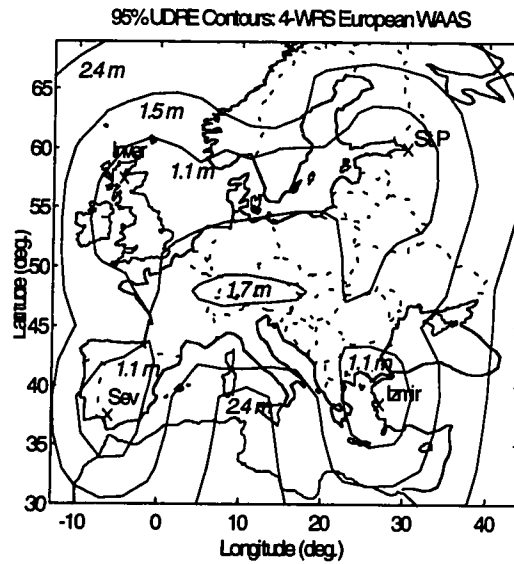 95% UDRE Contours: 4-WRS European WAAS
2.4 m
1.5 m
1.1 m
Inver
St.P
1.7 m
1.1 m
Sev
2.4 m
1.1 m
Izmir
65
60
55
50
45
40
35
30
Latitude (deg.)
-10 0 10 20 30 40
Longitude (deg.)